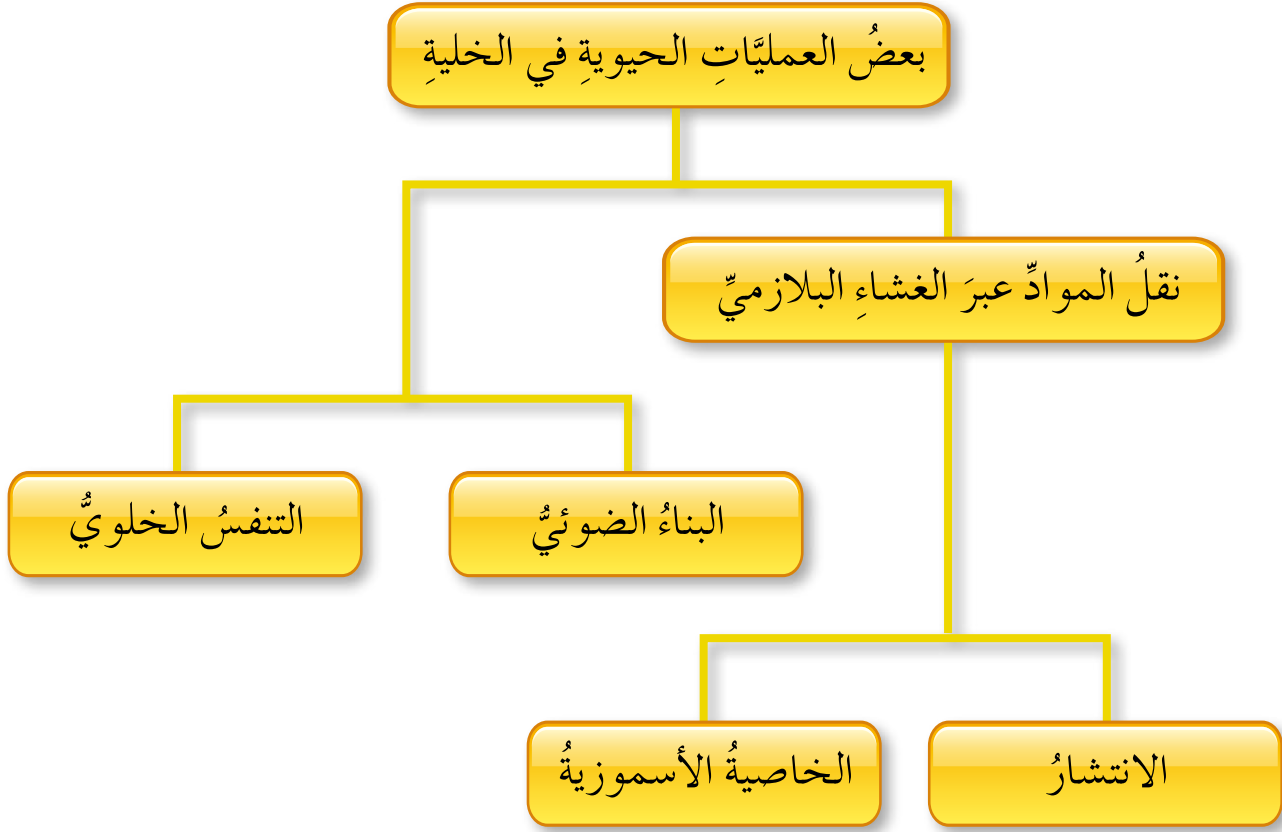 بعضُ العمليَّاتِ الحيويةِ في الخليةِ
نقلُ الموادِّ عبرَ الغشاءِ البلازميِّ
البناءُ الضوئيُّ
التنفسُ الخلويُّ
الانتشارُ
الخاصيةُ الأسموزيةُ